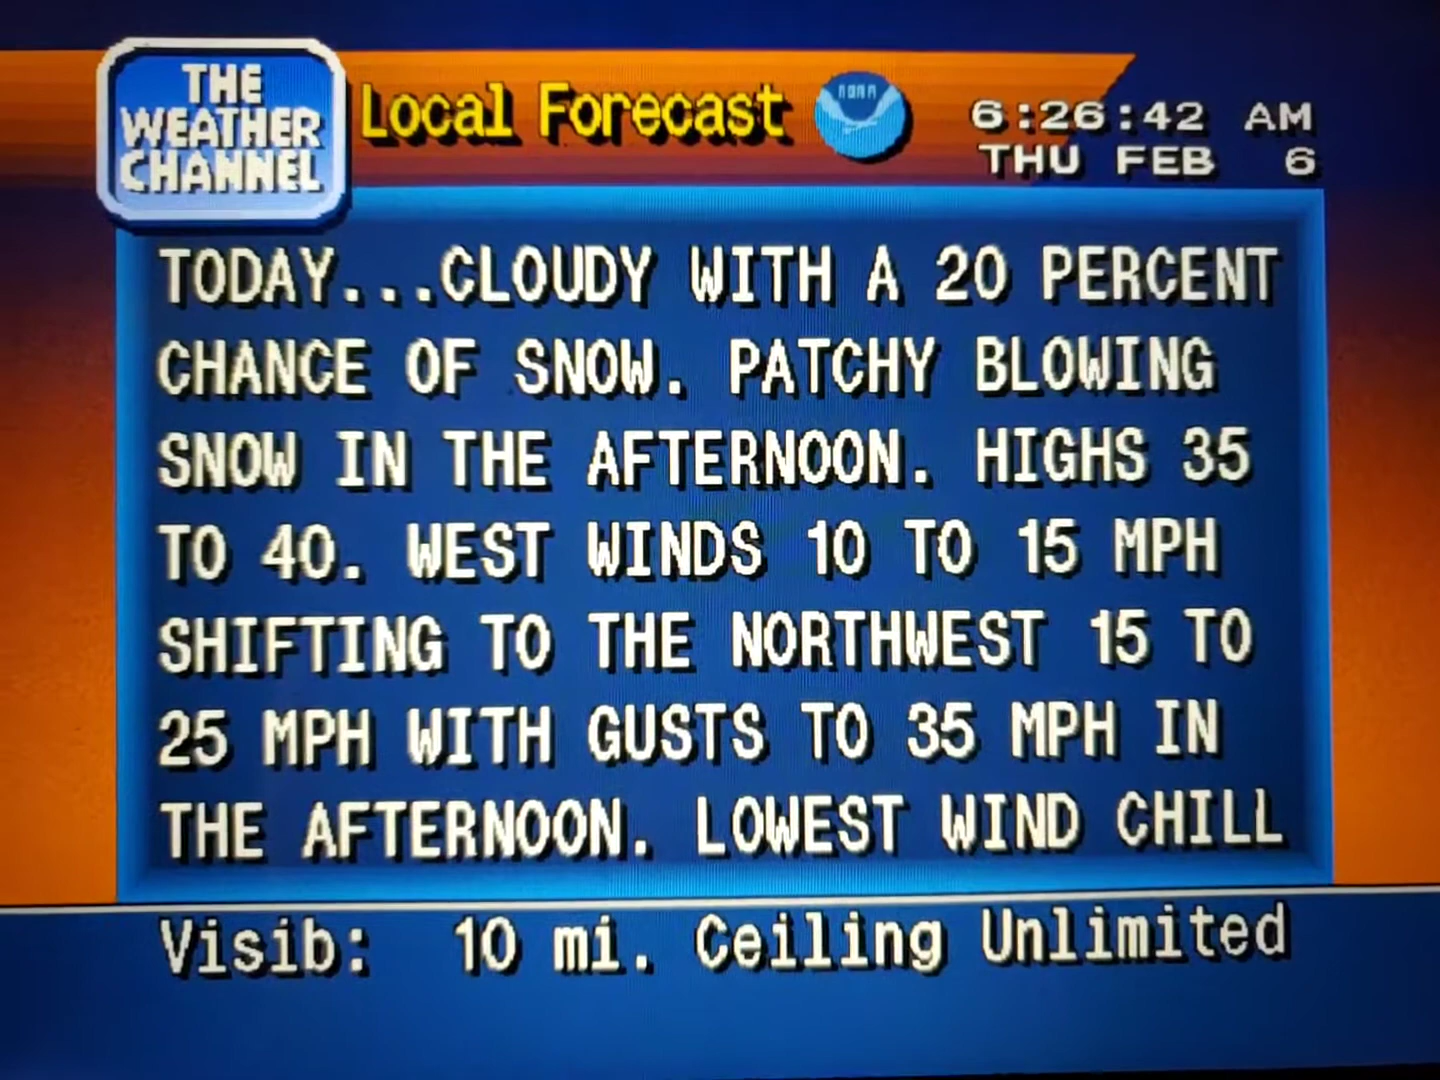 THE
WEATHER
CHANNEL
Local Forecast
NOAA
6:26:42 AM
THU FEB 6
TODAY...CLOUDY WITH A 20 PERCENT
CHANCE OF SNOW. PATCHY BLOWING
SNOW IN THE AFTERNOON. HIGHS 35
TO 40. WEST WINDS 10 TO 15 MPH
SHIFTING TO THE NORTHWEST 15 TO
25 MPH WITH GUSTS TO 35 MPH IN
THE AFTERNOON. LOWEST WIND CHILL
Visib: 10 mi. Ceiling Unlimited